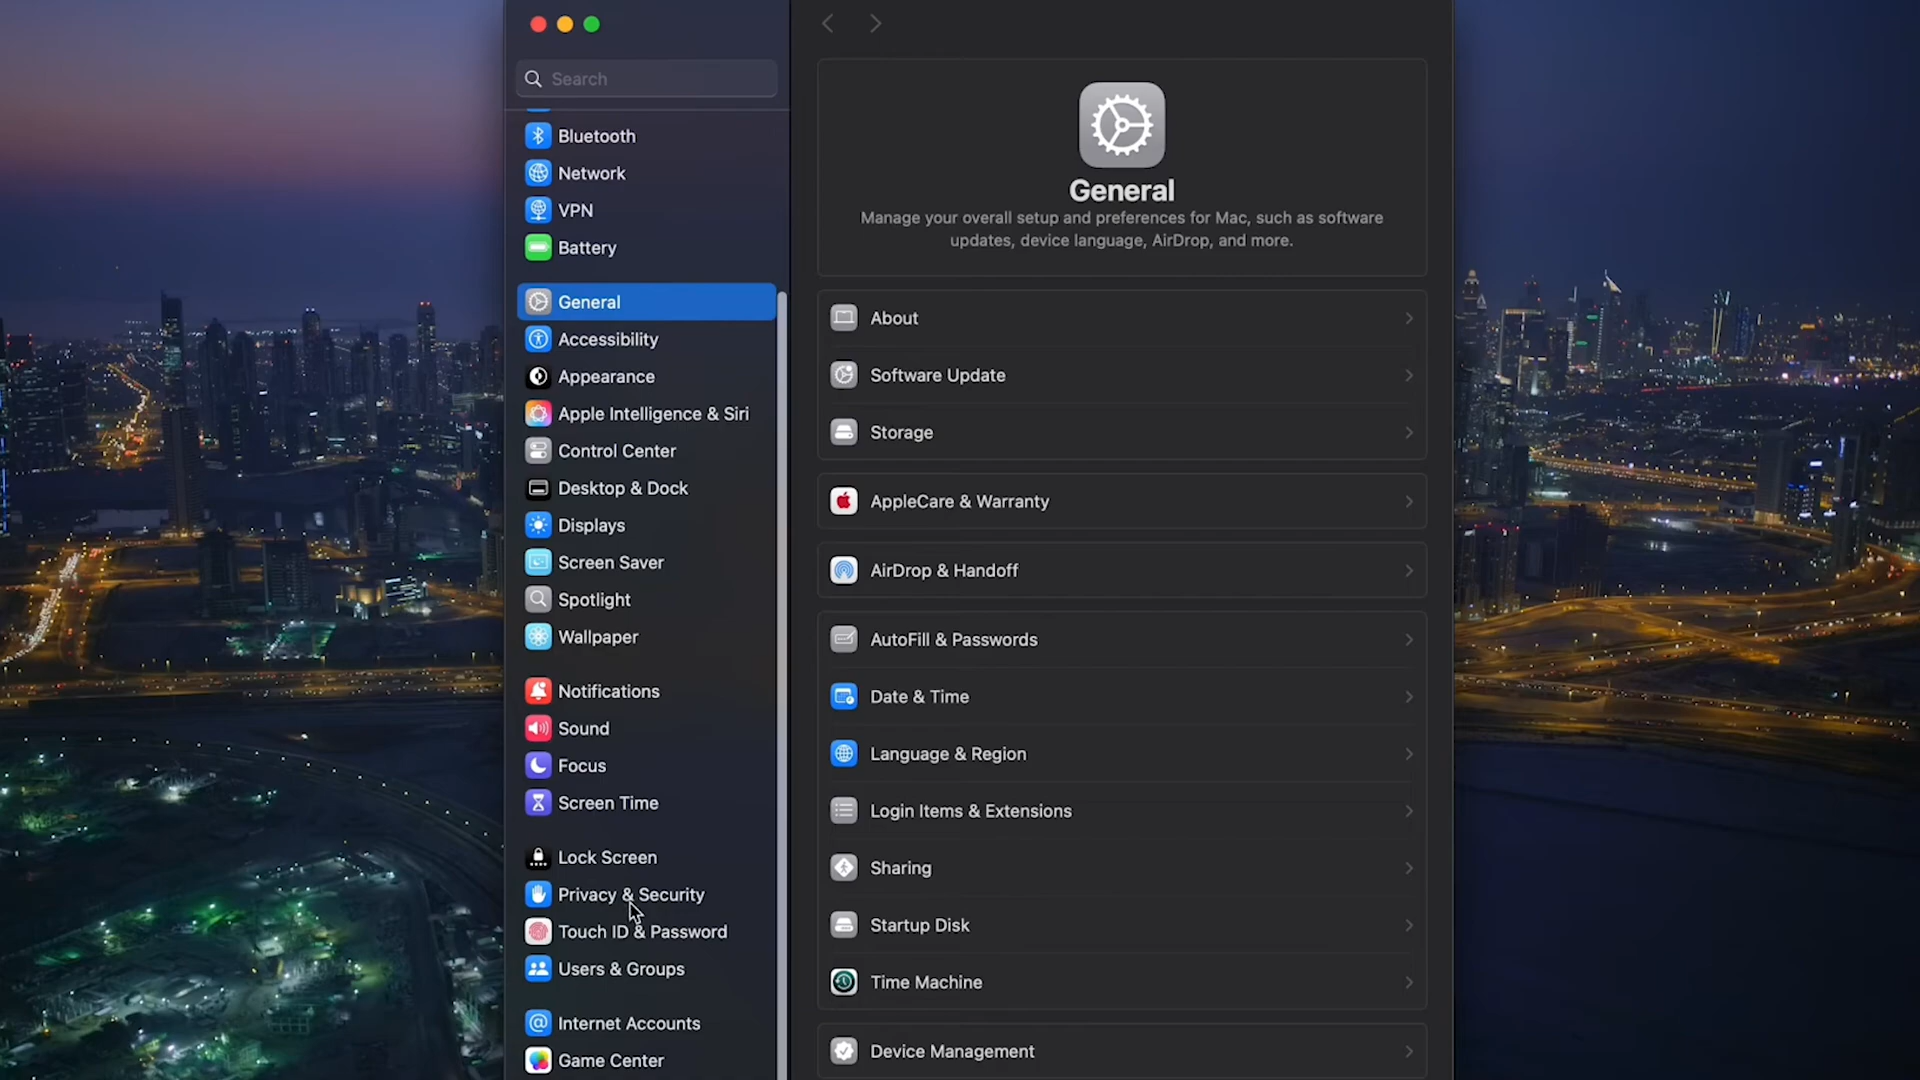 Search
Bluetooth
Network
VPN
Battery
General
Accessibility
Appearance
Apple Intelligence & Siri
Control Center
Desktop & Dock
Displays
Screen Saver
Spotlight
Wallpaper
Notifications
Sound
Focus
Screen Time
Lock Screen
Privacy & Security
Touch ID & Password
Users & Groups
Internet Accounts
Game Center
General
Manage your overall setup and preferences for Mac, such as software
updates, device language, AirDrop, and more.
About
Software Update
Storage
AppleCare & Warranty
AirDrop & Handoff
AutoFill & Passwords
Date & Time
Language & Region
Login Items & Extensions
Sharing
Startup Disk
Time Machine
Device Management